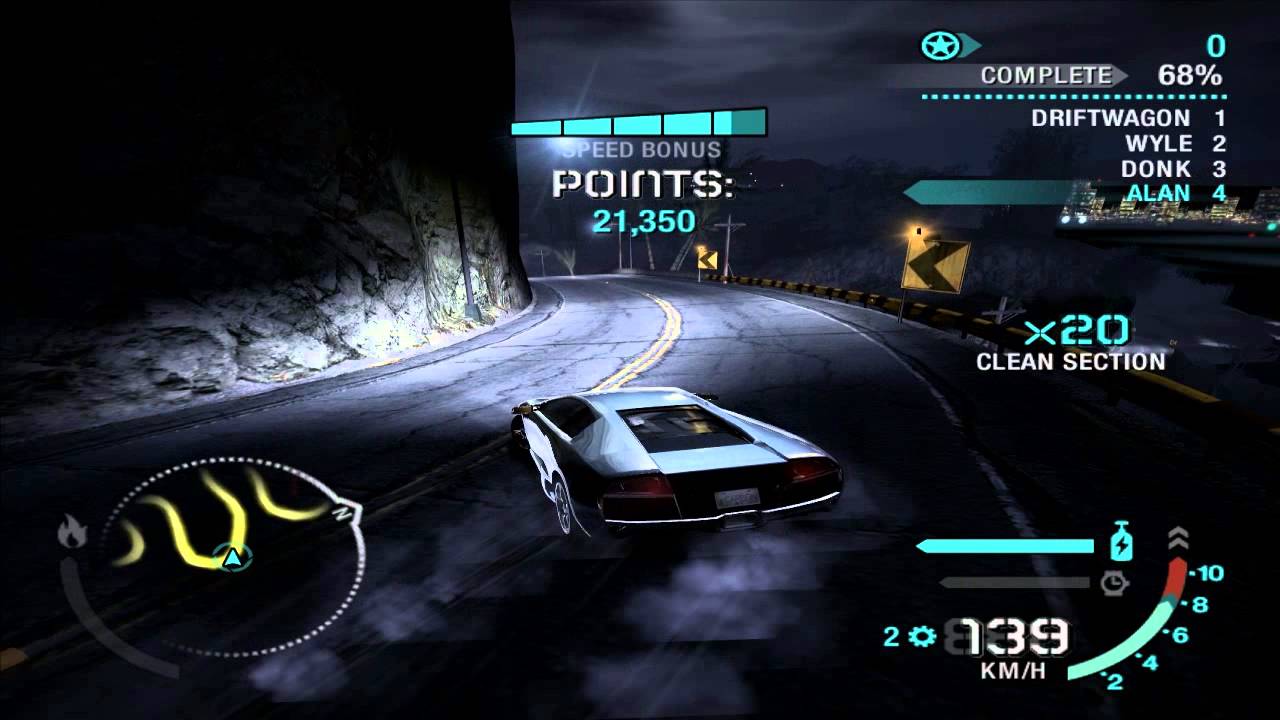 0
COMPLETE 68%
DRIFTWAGON 1
WYLE 2
DONK 3
ALAN 4
SPEED BONUS
POINTS:
21,350
x20
CLEAN SECTION
N
10
8
6
4
2
2 139
KM/H